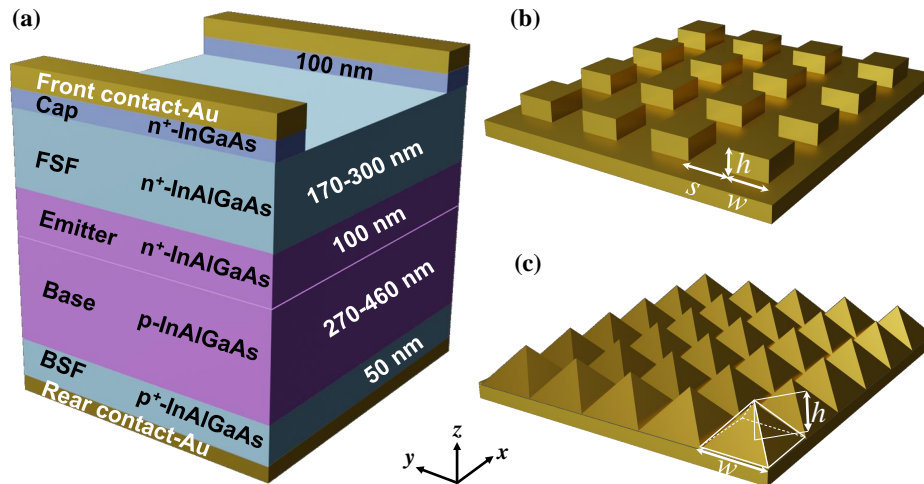 (a)
100 nm
Front contact-Au
Cap n⁺-InGaAs
FSF n⁺-InAlGaAs
170-300 nm
Emitter n⁺-InAlGaAs
100 nm
Base p-InAlGaAs
270-460 nm
BSF p⁺-InAlGaAs
50 nm
Rear contact-Au
z
y
x
(b)
h
s
w
(c)
h
w